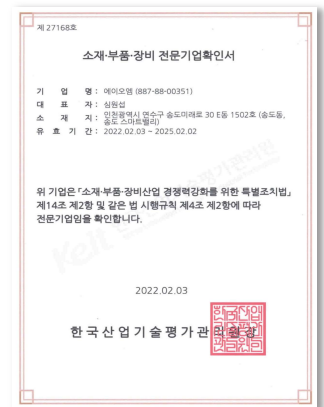 제 27168호
소재·부품·장비 전문기업확인서
기 업 명 : 에이오엠 (887-88-00351)
대 표 자 : 심원섭
소 재 지 : 인천광역시 연수구 송도미래로 30 E동 1502호 (송도동,
송도 스마트밸리)
유 효 기 간 : 2022.02.03 ~ 2025.02.02
위 기업은 「소재·부품·장비산업 경쟁력강화를 위한 특별조치법」
제14조 제2항 및 같은 법 시행규칙 제4조 제2항에 따라
전문기업임을 확인합니다.
Keit
2022.02.03
한국산업기술평가관리원장